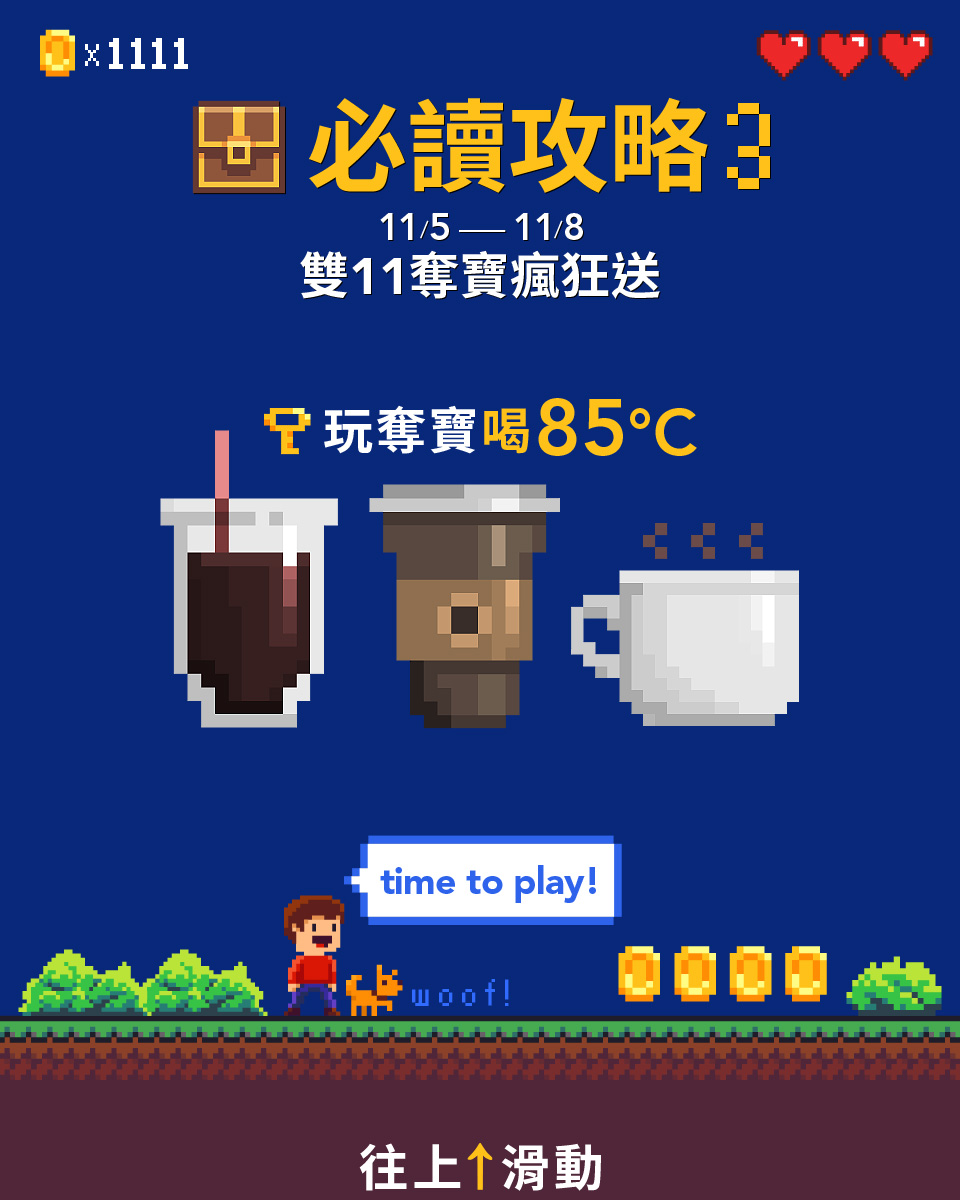 x1111
必讀攻略3
11/5 — 11/8
雙11奪寶瘋狂送
玩奪寶喝85°C
time to play!
woof!
往上↑滑動